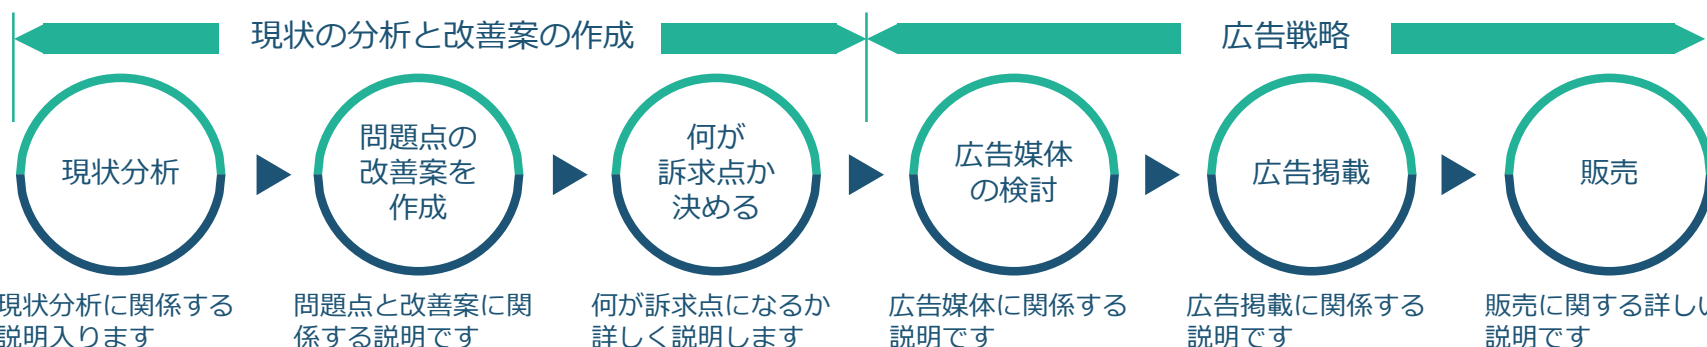 現状の分析と改善案の作成
広告戦略
現状分析
問題点の
改善案を
作成
何が
訴求点か
決める
広告媒体
の検討
広告掲載
販売
現状分析に関係する
説明入ります
問題点と改善案に関
係する説明です
何が訴求点になるか
詳しく説明します
広告媒体に関係する
説明です
広告掲載に関係する
説明です
販売に関する詳しい
説明です